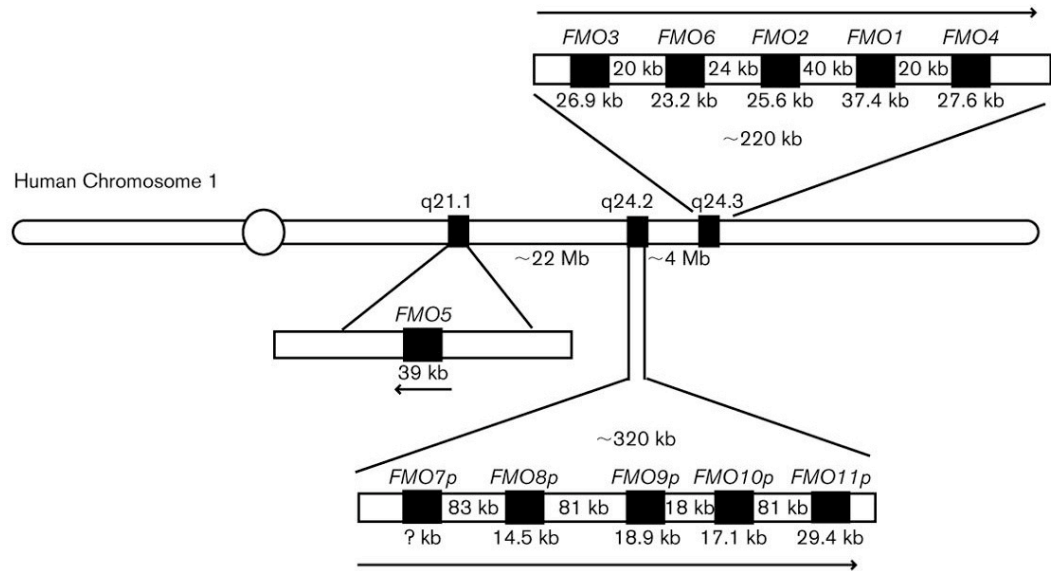 FMO3 FMO6 FMO2 FMO1 FMO4
20 kb 24 kb 40 kb 20 kb
26.9 kb 23.2 kb 25.6 kb 37.4 kb 27.6 kb
~220 kb
Human Chromosome 1
q21.1 q24.2 q24.3
~22 Mb ~4 Mb
FMO5
39 kb
~320 kb
FMO7p FMO8p FMO9p FMO10p FMO11p
83 kb 81 kb 18 kb 81 kb
? kb 14.5 kb 18.9 kb 17.1 kb 29.4 kb